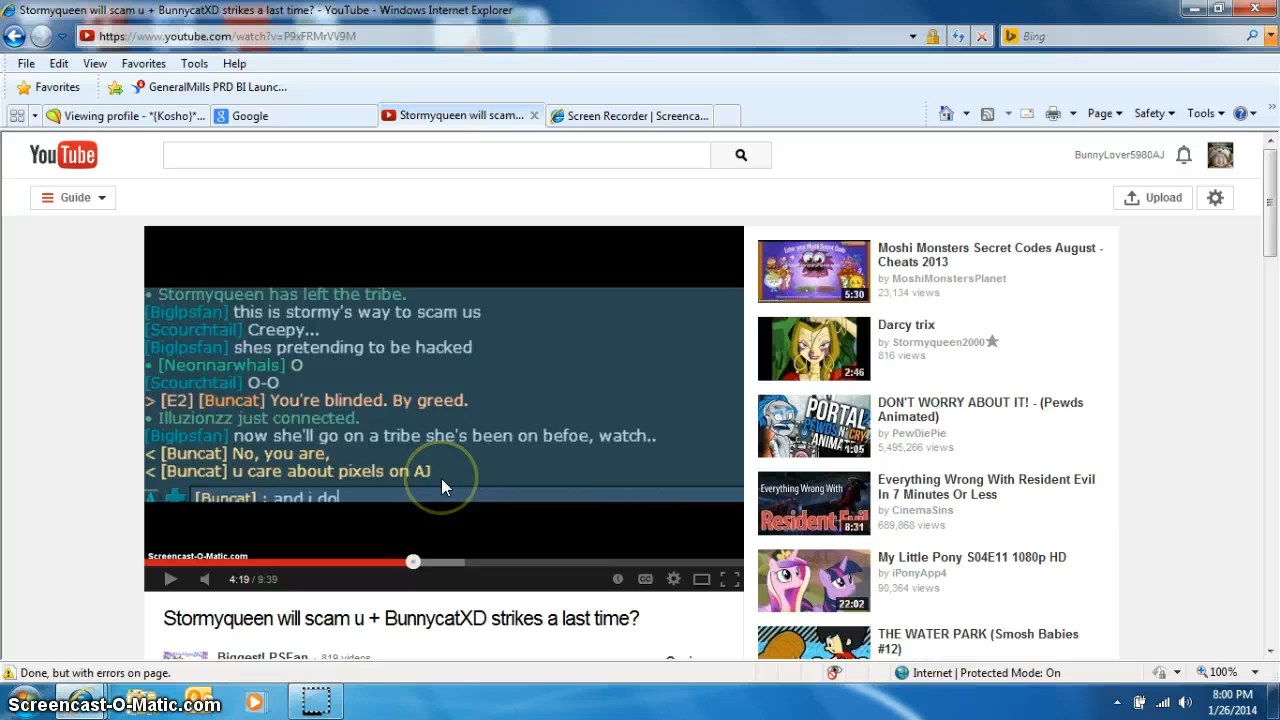 Stormyqueen will scam u + BunnycatXD strikes a last time? - YouTube - Windows Internet Explorer
https://www.youtube.com/watch?v=P9xFRMrVV9M
Bing
File Edit View Favorites Tools Help
Favorites GeneralMills PRD BI Launc...
Viewing profile - *{Kosho}*... Google Stormyqueen will scam... Screen Recorder | Screenca... Page Safety Tools
YouTube
BunnyLover5980AJ
Guide
Upload
• Stormyqueen has left the tribe.
[Biglpsfan] this is stormy's way to scam us
[Scourchtail] Creepy...
[Biglpsfan] shes pretending to be hacked
• [Neonnarwhals] O
[Scourchtail] O-O
> [E2] [Buncat] You're blinded. By greed.
• Illuzionzz just connected.
[Biglpsfan] now she'll go on a tribe she's been on befoe, watch..
< [Buncat] No, you are,
< [Buncat] u care about pixels on AJ
[Buncat] : and i do
Screencast-O-Matic.com
4:19 / 9:39
Stormyqueen will scam u + BunnycatXD strikes a last time?
BiggestLPSFan · 819 videos
Moshi Monsters Secret Codes August -
Cheats 2013
by MoshiMonstersPlanet
23,134 views
5:30
Darcy trix
by Stormyqueen2000
816 views
2:46
PORTAL
PEWDS N CRY
ANIMA
DON'T WORRY ABOUT IT! - (Pewds
Animated)
by PewDiePie
5,495,266 views
Everything Wrong With
Resident Evil
8:31
Everything Wrong With Resident Evil
In 7 Minutes Or Less
by CinemaSins
689,868 views
My Little Pony S04E11 1080p HD
by iPonyApp4
90,364 views
22:02
THE WATER PARK (Smosh Babies
#12)
Done, but with errors on page.
Internet | Protected Mode: On
100%
Screencast-O-Matic.com
8:00 PM
1/26/2014